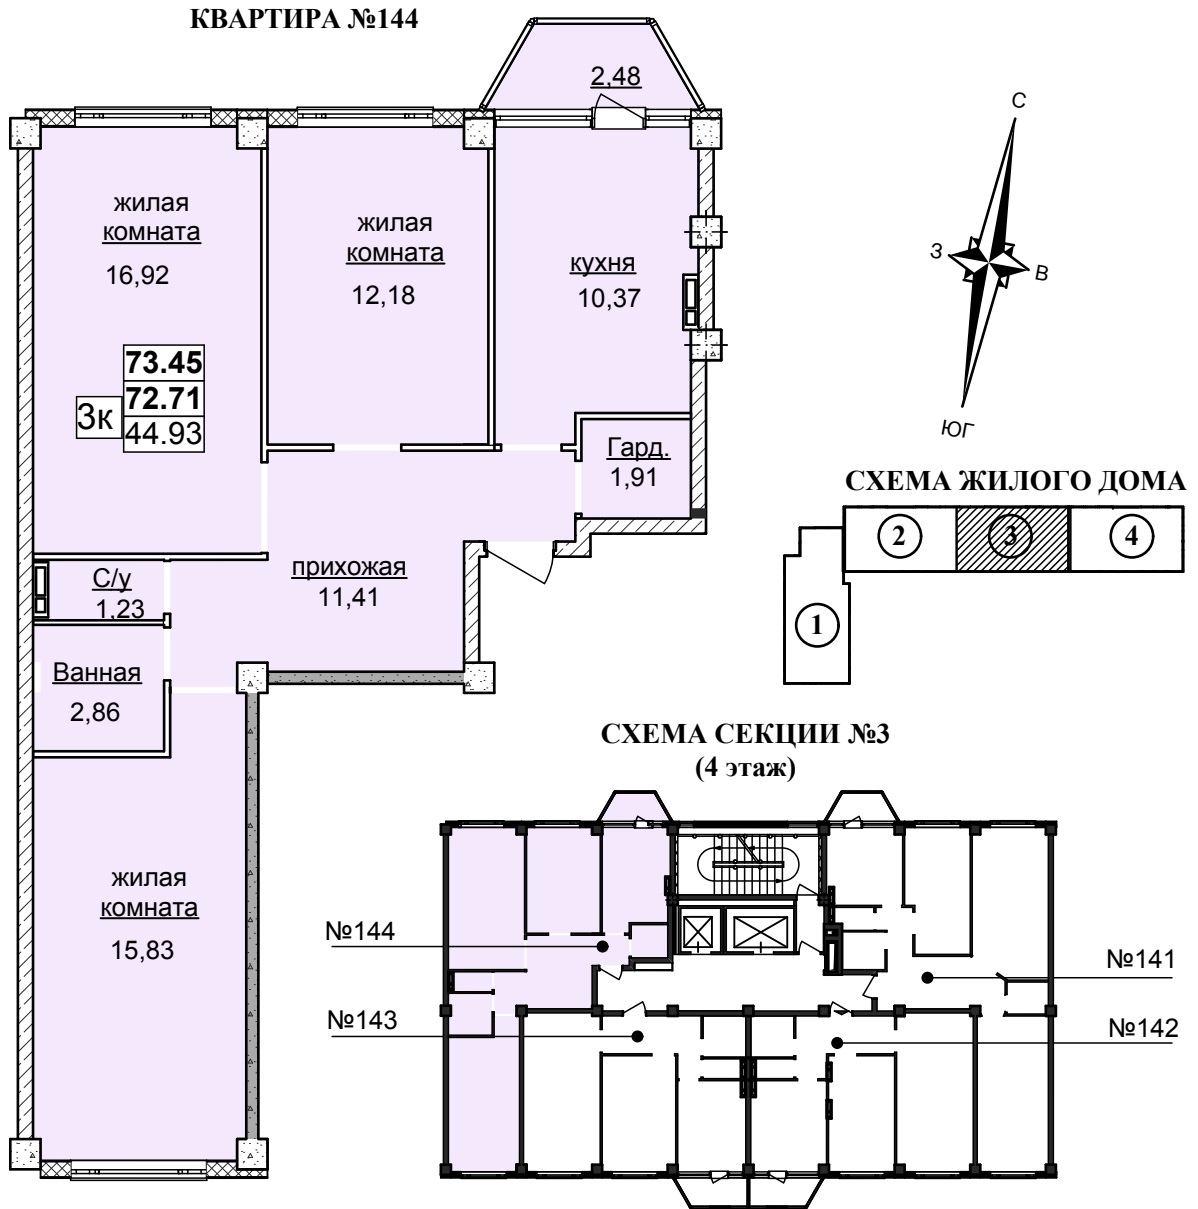 КВАРТИРА №144
2,48
жилая
комната
16,92
жилая
комната
12,18
кухня
10,37
3к
73.45
72.71
44.93
Гард.
1,91
прихожая
11,41
С/у
1,23
Ванная
2,86
жилая
комната
15,83
С
З
В
ЮГ
СХЕМА ЖИЛОГО ДОМА
2
3
4
1
СХЕМА СЕКЦИИ №3
(4 этаж)
№144
№141
№143
№142